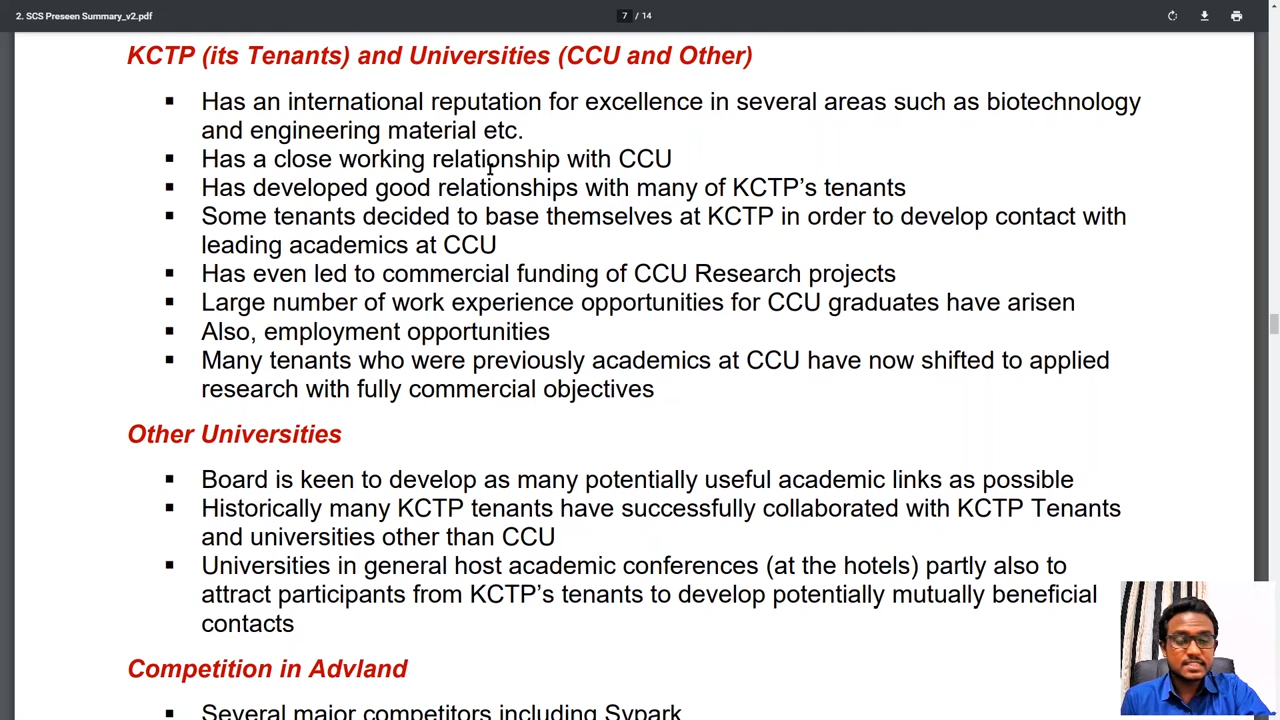 2. SCS Preseen Summary_v2.pdf
7 / 14
KCTP (its Tenants) and Universities (CCU and Other)
▪ Has an international reputation for excellence in several areas such as biotechnology
and engineering material etc.
▪ Has a close working relationship with CCU
▪ Has developed good relationships with many of KCTP's tenants
▪ Some tenants decided to base themselves at KCTP in order to develop contact with
leading academics at CCU
▪ Has even led to commercial funding of CCU Research projects
▪ Large number of work experience opportunities for CCU graduates have arisen
▪ Also, employment opportunities
▪ Many tenants who were previously academics at CCU have now shifted to applied
research with fully commercial objectives
Other Universities
▪ Board is keen to develop as many potentially useful academic links as possible
▪ Historically many KCTP tenants have successfully collaborated with KCTP Tenants
and universities other than CCU
▪ Universities in general host academic conferences (at the hotels) partly also to
attract participants from KCTP's tenants to develop potentially mutually beneficial
contacts
Competition in Advland
▪ Several major competitors including Sypark